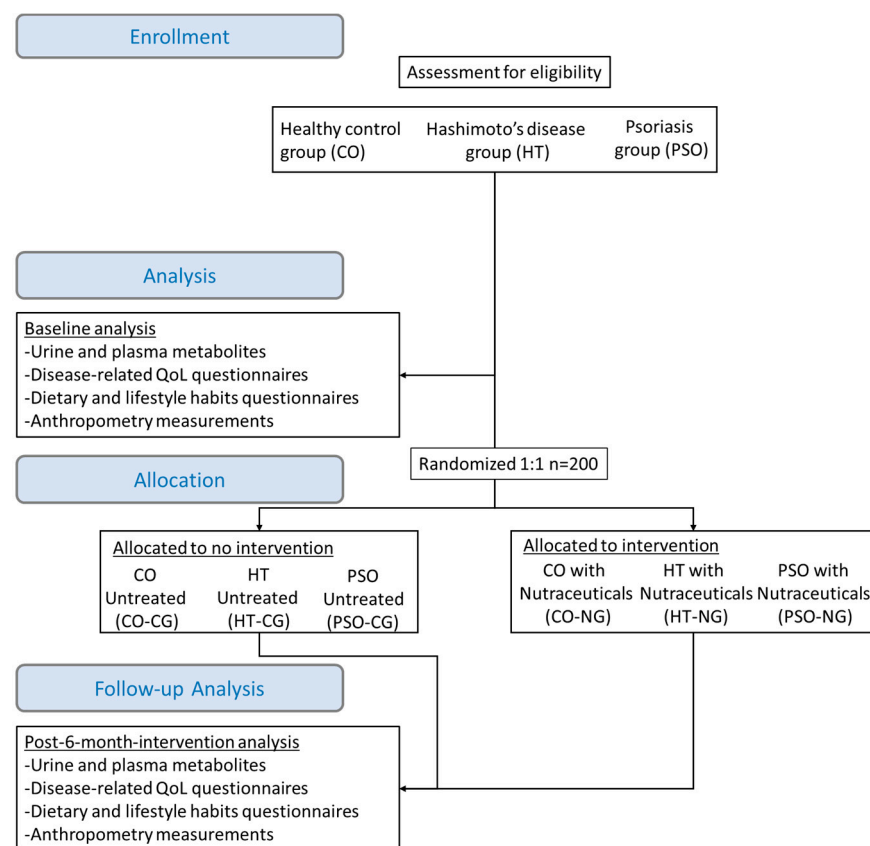 Enrollment
Assessment for eligibility
Healthy control group (CO)
Hashimoto's disease group (HT)
Psoriasis group (PSO)
Analysis
Baseline analysis
-Urine and plasma metabolites
-Disease-related QoL questionnaires
-Dietary and lifestyle habits questionnaires
-Anthropometry measurements
Randomized 1:1 n=200
Allocation
Allocated to no intervention
CO Untreated (CO-CG)
HT Untreated (HT-CG)
PSO Untreated (PSO-CG)
Allocated to intervention
CO with Nutraceuticals (CO-NG)
HT with Nutraceuticals (HT-NG)
PSO with Nutraceuticals (PSO-NG)
Follow-up Analysis
Post-6-month-intervention analysis
-Urine and plasma metabolites
-Disease-related QoL questionnaires
-Dietary and lifestyle habits questionnaires
-Anthropometry measurements